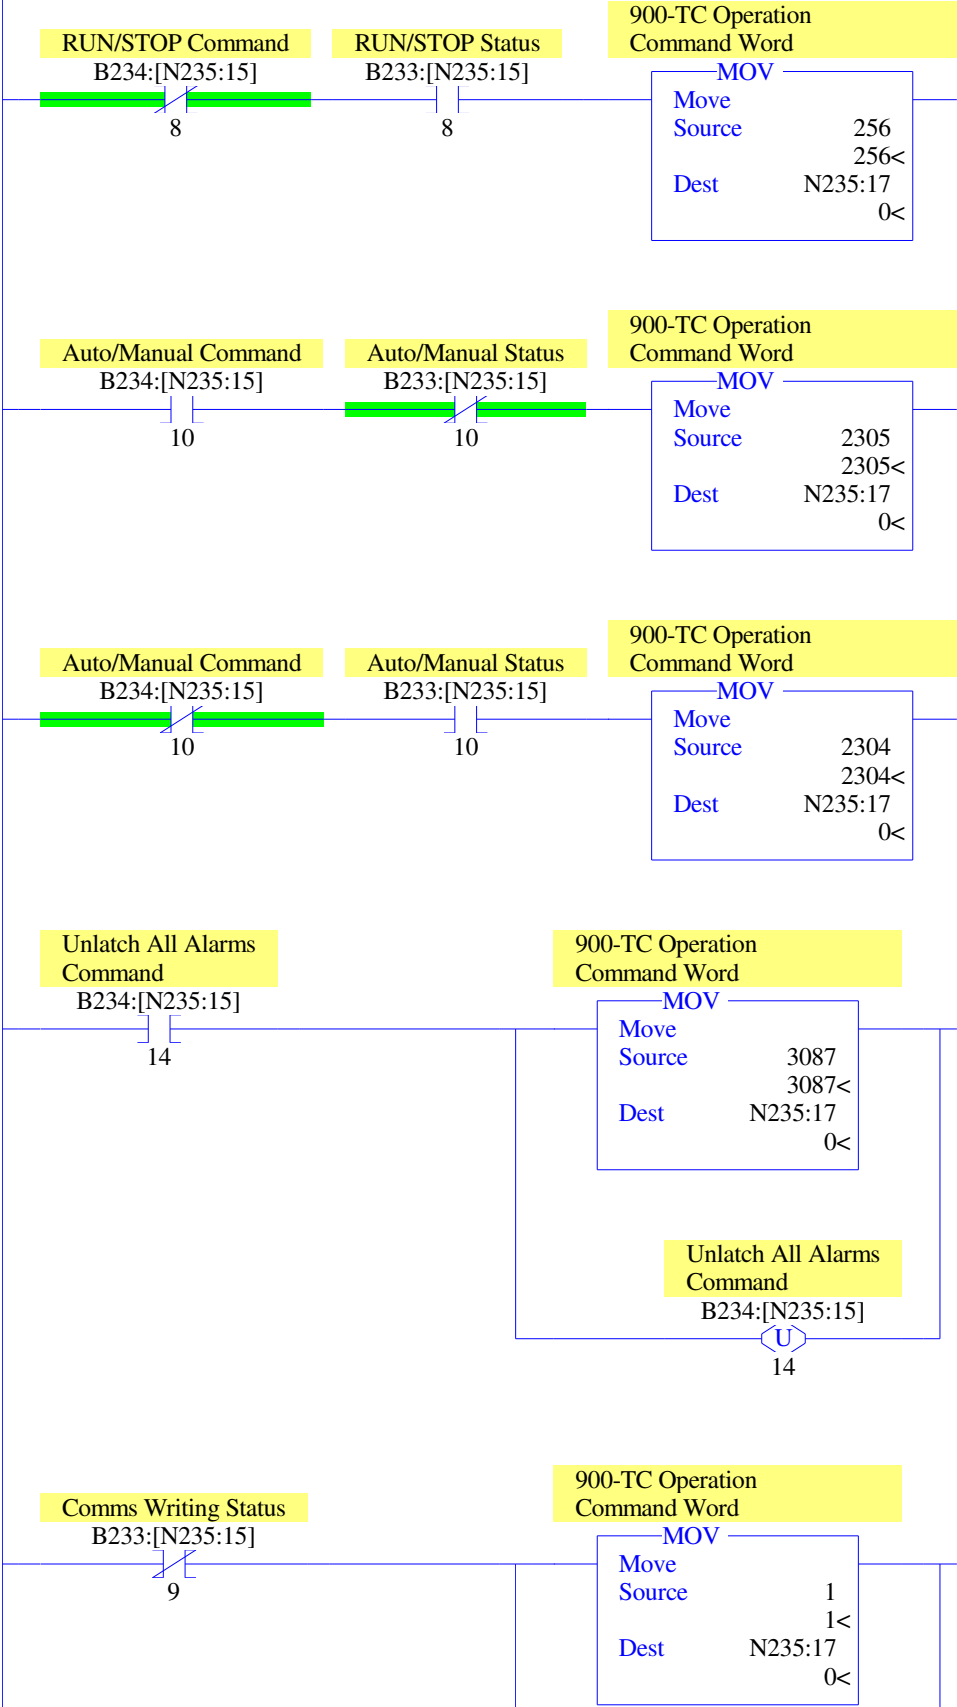 900-TC Operation
RUN/STOP Command RUN/STOP Status Command Word
B234:[N235:15] B233:[N235:15] MOV
Move
8 8 Source 256
256<
Dest N235:17
0<
900-TC Operation
Auto/Manual Command Auto/Manual Status Command Word
B234:[N235:15] B233:[N235:15] MOV
Move
10 10 Source 2305
2305<
Dest N235:17
0<
900-TC Operation
Auto/Manual Command Auto/Manual Status Command Word
B234:[N235:15] B233:[N235:15] MOV
Move
10 10 Source 2304
2304<
Dest N235:17
0<
Unlatch All Alarms 900-TC Operation
Command Command Word
B234:[N235:15] MOV
Move
14 Source 3087
3087<
Dest N235:17
0<
Unlatch All Alarms
Command
B234:[N235:15]
U
14
900-TC Operation
Comms Writing Status Command Word
B233:[N235:15] MOV
Move
9 Source 1
1<
Dest N235:17
0<